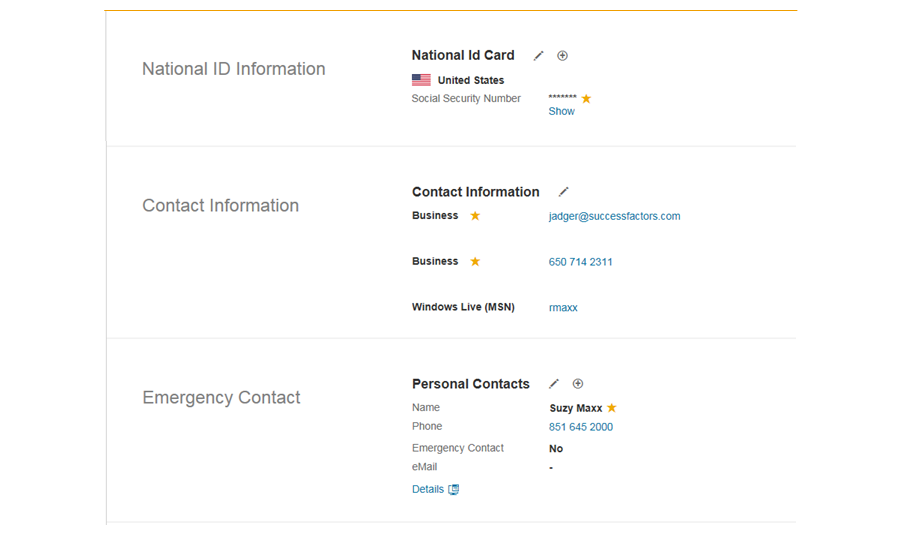 National ID Information
National Id Card
United States
Social Security Number ******* 
Show
Contact Information
Contact Information
Business jadger@successfactors.com
Business 650 714 2311
Windows Live (MSN) rmaxx
Emergency Contact
Personal Contacts
Name Suzy Maxx
Phone 851 645 2000
Emergency Contact No
eMail -
Details